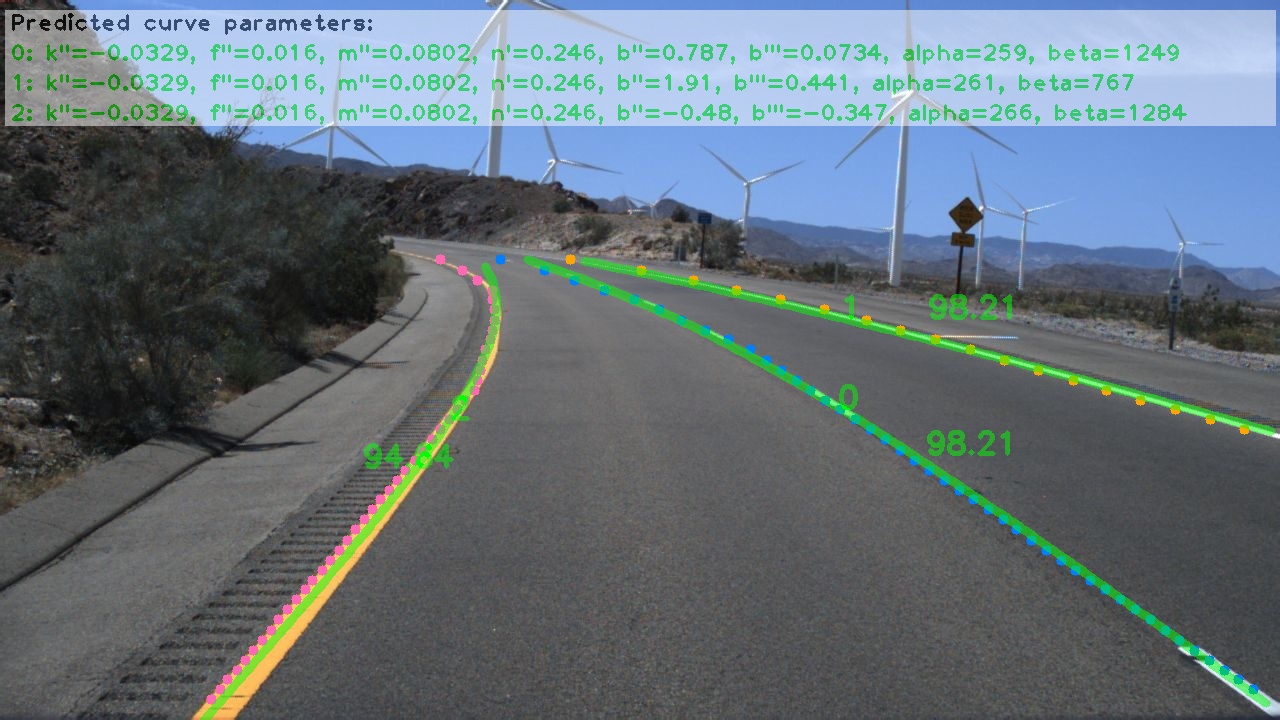 Predicted curve parameters:
0: k''=-0.0329, f''=0.016, m''=0.0802, n'=0.246, b''=0.787, b'''=0.0734, alpha=259, beta=1249
1: k''=-0.0329, f''=0.016, m''=0.0802, n'=0.246, b''=1.91, b'''=0.441, alpha=261, beta=767
2: k''=-0.0329, f''=0.016, m''=0.0802, n'=0.246, b''=-0.48, b'''=-0.347, alpha=266, beta=1284
1 98.21
0
98.21
2
94.64